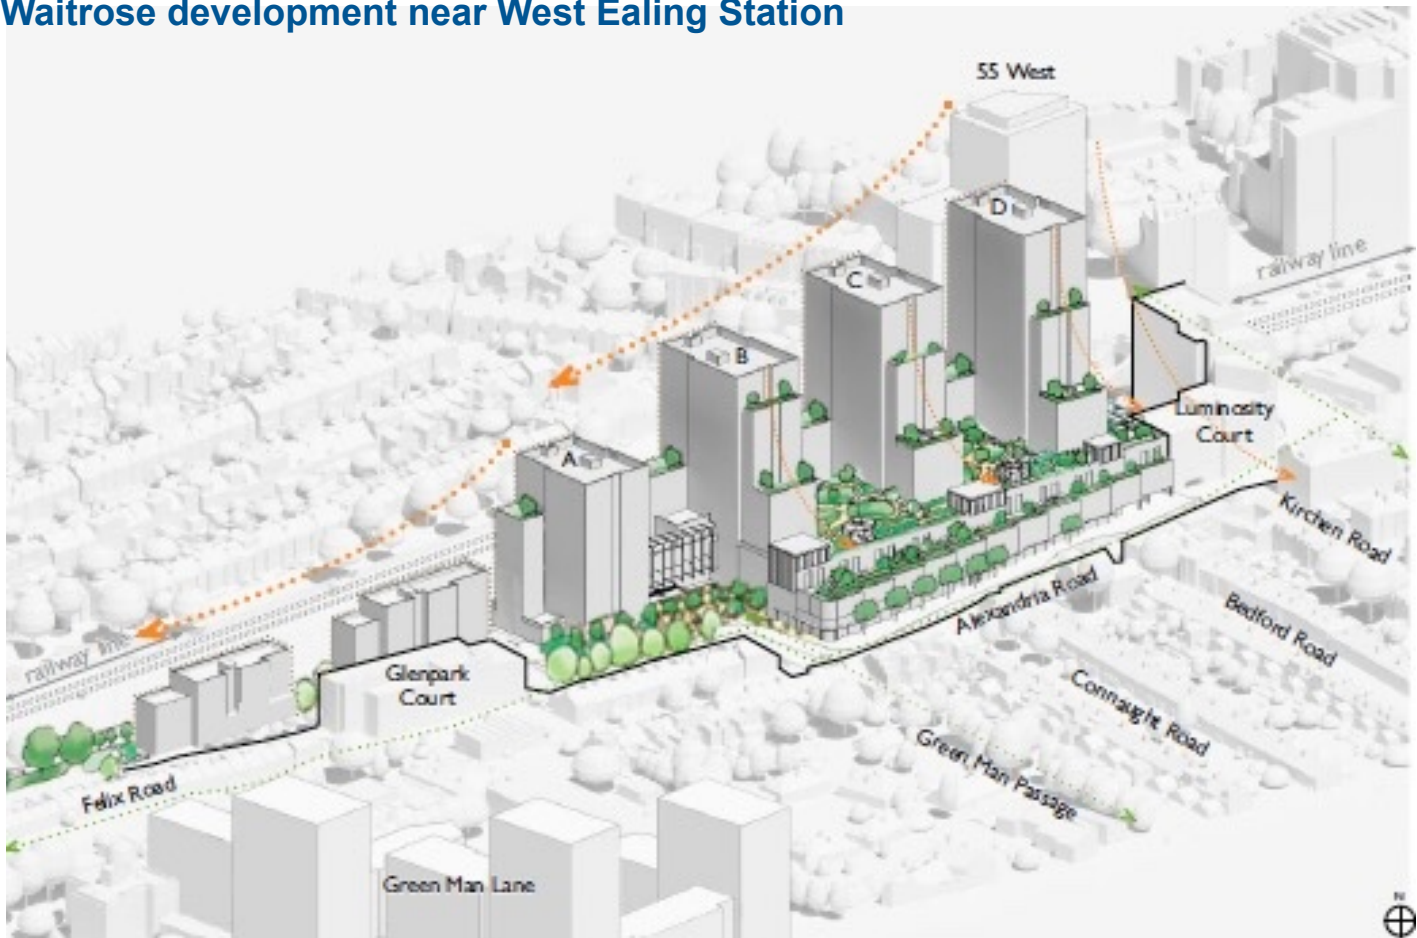 Waitrose development near West Ealing Station
55 West
D
railway line
C
B
A
Luminosity
Court
Kirchen Road
Alexandria Road
Bedford Road
railway line
Glenpark
Court
Connaught Road
Green Man Passage
Felix Road
Green Man Lane
N